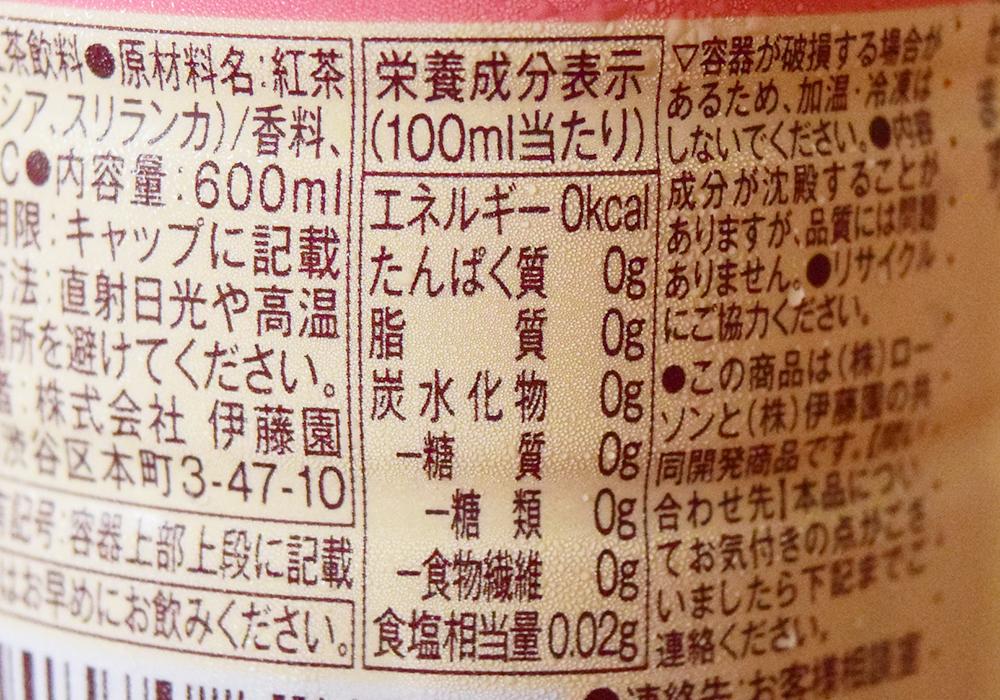 茶飲料●原材料名:紅茶
シア、スリランカ)/香料、
C●内容量:600ml
期限:キャップに記載
方法:直射日光や高温
場所を避けてください。
者:株式会社 伊藤園
渋谷区本町3-47-10
記号:容器上部上段に記載
はお早めにお飲みください。
栄養成分表示
(100ml当たり)
エネルギー 0kcal
たんぱく質 0g
脂質 0g
炭水化物 0g
－糖質 0g
－糖類 0g
－食物繊維 0g
食塩相当量 0.02g
▽容器が破損する場合が
あるため、加温・冷凍は
しないでください。●内容
成分が沈殿することが
ありますが、品質には問題
ありません。●リサイクル
にご協力ください。
●この商品は(株)ロー
ソンと(株)伊藤園の共
同開発商品です。
合わせ先】本品につい
てお気付きの点がござ
いましたら下記までご
連絡ください。
●連絡先:お客様相談室